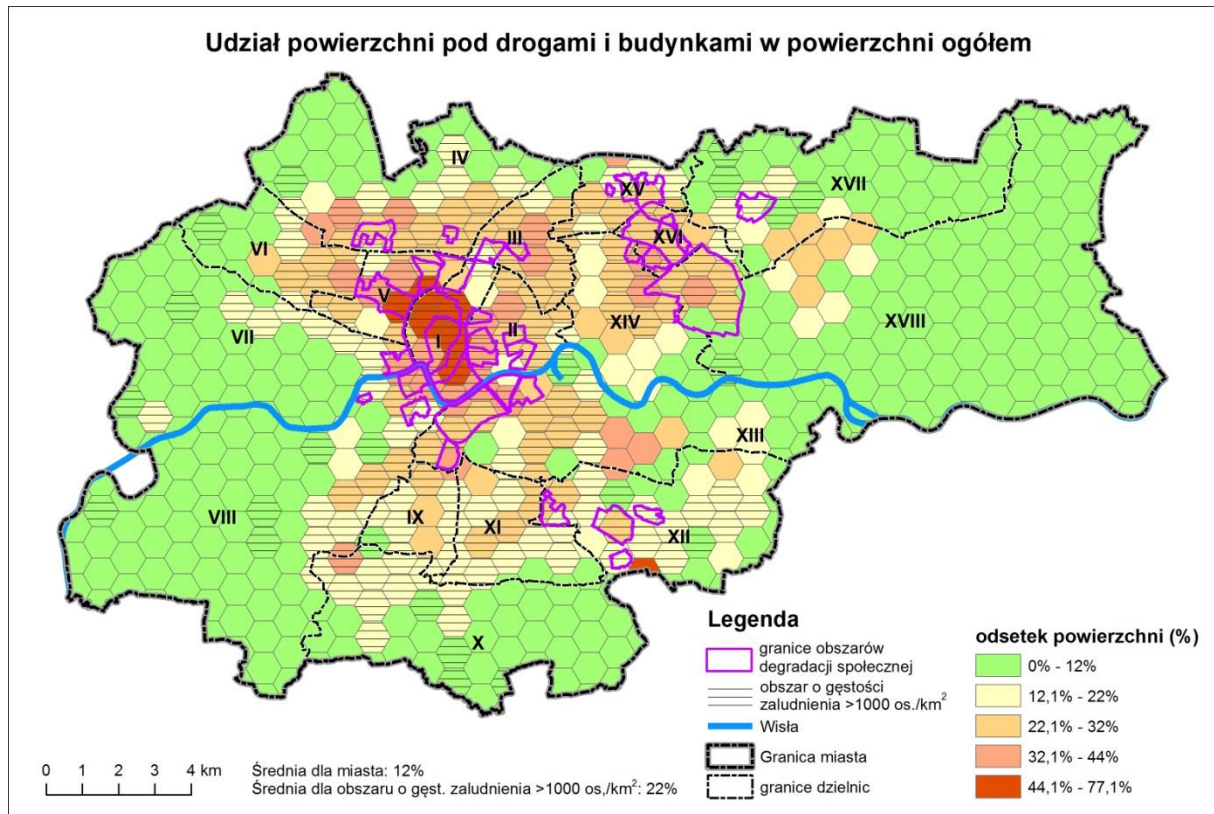 Udział powierzchni pod drogami i budynkami w powierzchni ogółem
IV
XV
XVII
III
XVI
VI
V
VII
II
XIV
XVIII
I
XIII
VIII
IX
XI
XII
X
Legenda
granice obszarów
degradacji społecznej
obszar o gęstości
zaludnienia >1000 os./km²
Wisła
Granica miasta
granice dzielnic
odsetek powierzchni (%)
0% - 12%
12,1% - 22%
22,1% - 32%
32,1% - 44%
44,1% - 77,1%
0 1 2 3 4 km
Średnia dla miasta: 12%
Średnia dla obszaru o gęst. zaludnienia >1000 os,/km²: 22%